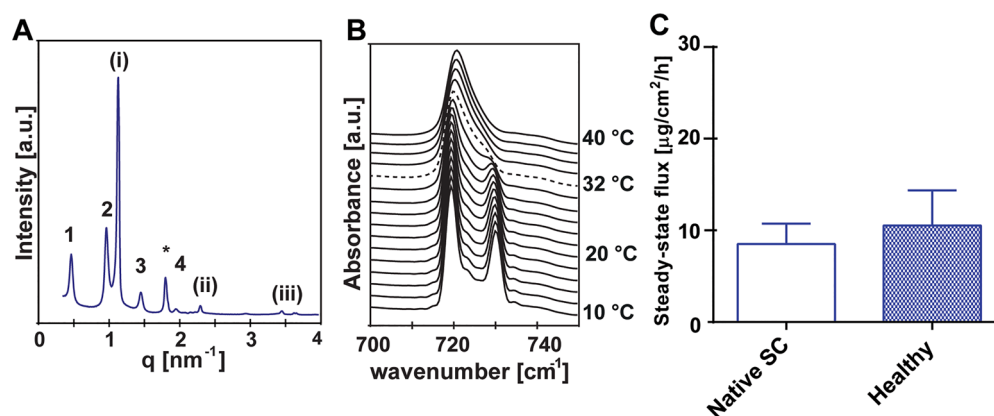 A
Intensity [a.u.]
(i)
1
2
3
*
4
(ii)
(iii)
0
1
2
3
4
q [nm⁻¹]
B
Absorbance [a.u.]
40 °C
32 °C
20 °C
10 °C
700
720
740
wavenumber [cm⁻¹]
C
Steady-state flux [µg/cm²/h]
30
20
10
0
Native SC
Healthy